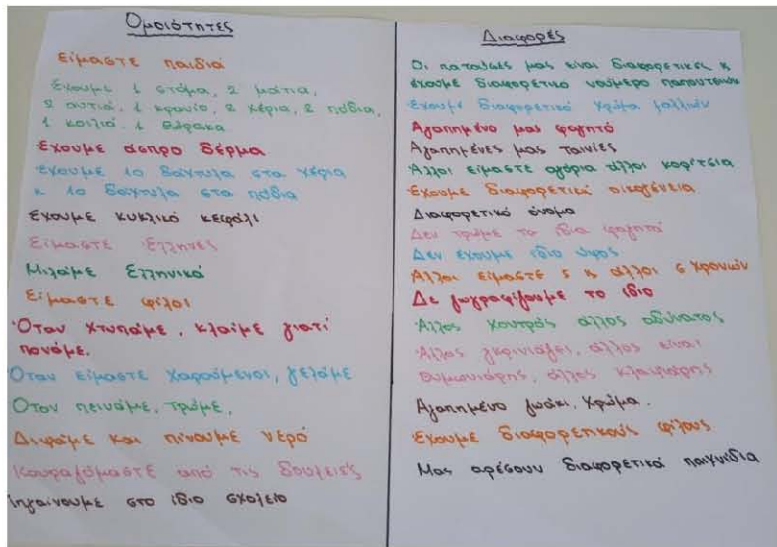 Ομοιότητες
Είμαστε παιδιά
Έχουμε 1 στόμα, 2 μάτια,
2 αυτιά, 1 κρανίο, 2 χέρια, 2 πόδια,
1 κοιλιά 1 θώρακα
Έχουμε άσπρο δέρμα
Έχουμε 10 δάχτυλα στα χέρια
κ 10 δάχτυλα στα πόδια
Έχουμε κυκλικό κεφάλι
Είμαστε Έλληνες
Μιλάμε Ελληνικά
Είμαστε φίλοι
Όταν χτυπάμε, κλαίμε γιατί
πονάμε.
Όταν είμαστε χαρούμενοι, γελάμε
Όταν πεινάμε, τρώμε,
Διψάμε και πίνουμε νερό
Κουραζόμαστε από τις δουλειές
Πηγαίνουμε στο ίδιο σχολείο
Διαφορές
Οι πατούσες μας είναι διαφορετικές κ
έχουμε διαφορετικό νούμερο παπουτσιών
Έχουμε διαφορετικό χρώμα μαλλιών
Αγαπημένο μας φαγητό
Αγαπημένες μας ταινίες
Άλλοι είμαστε αγόρια άλλοι κορίτσια
Έχουμε διαφορετική οικογένεια
Διαφορετικό όνομα
Δεν τρώμε τα ίδια φαγητά
Δεν έχουμε ίδιο ύψος
Άλλοι είμαστε 5 κ άλλοι 6 χρονών
Δε ζωγραφίζουμε το ίδιο
Άλλος χοντρός άλλος αδύνατος
Άλλος γκρινιάζει, άλλος είναι
θυμωσιάρης, άλλος κλαψιάρης
Αγαπημένο ζωάκι, χρώμα.
Έχουμε διαφορετικούς φίλους
Μας αρέσουν διαφορετικά παιχνίδια